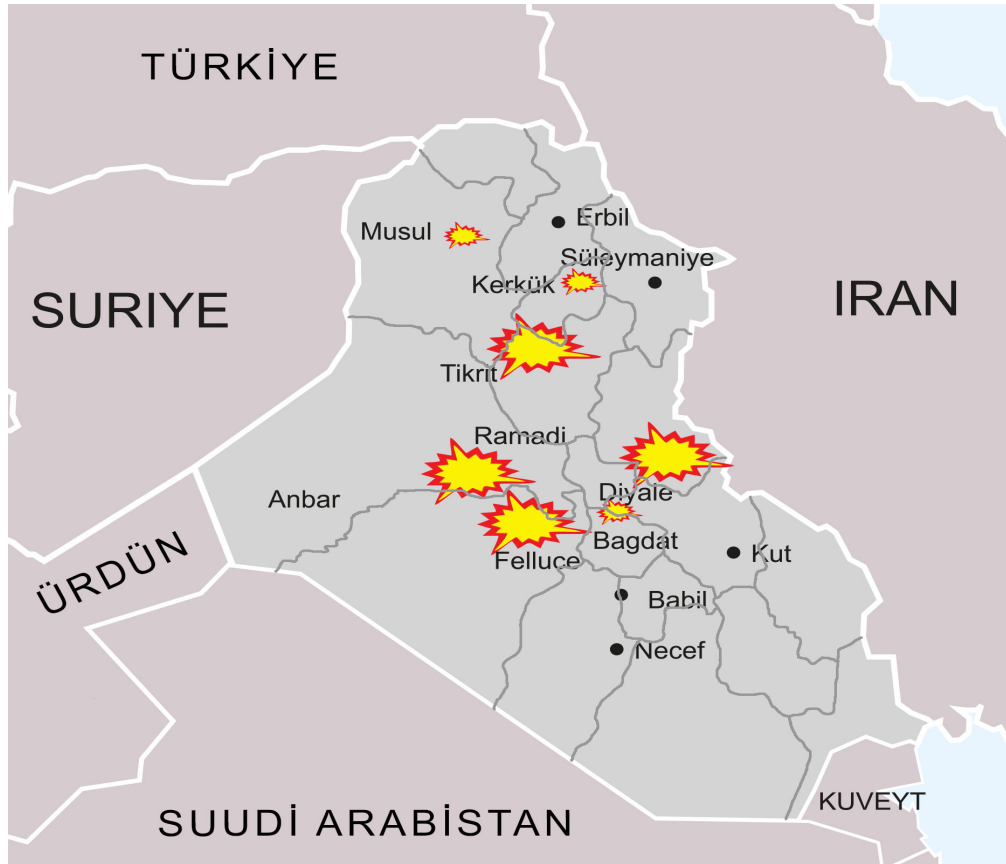 TÜRKİYE
Erbil
Musul
Süleymaniye
Kerkük
SURIYE
IRAN
Tikrit
Ramadi
Diyale
Anbar
Bagdat
Felluce
Kut
ÜRDÜN
Babil
Necef
KUVEYT
SUUDİ ARABİSTAN